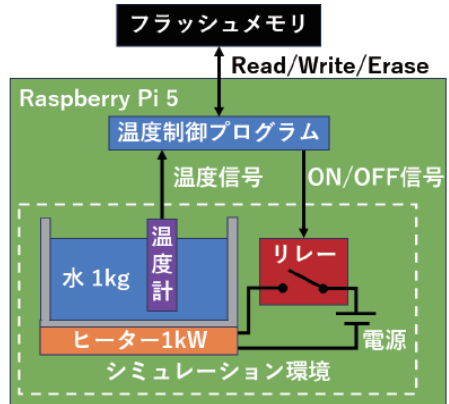 フラッシュメモリ
Read/Write/Erase
Raspberry Pi 5
温度制御プログラム
温度信号
ON/OFF信号
温度計
リレー
水 1kg
ヒーター1kW
電源
シミュレーション環境